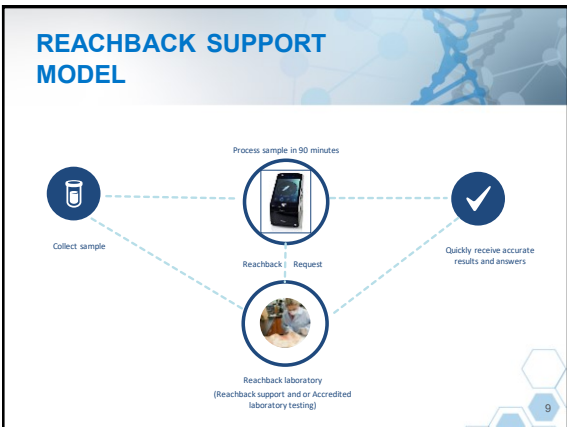 REACHBACK SUPPORT
MODEL
Process sample in 90 minutes
Collect sample
Quickly receive accurate
results and answers
Reachback Request
Reachback laboratory
(Reachback support and or Accredited
laboratory testing)
9